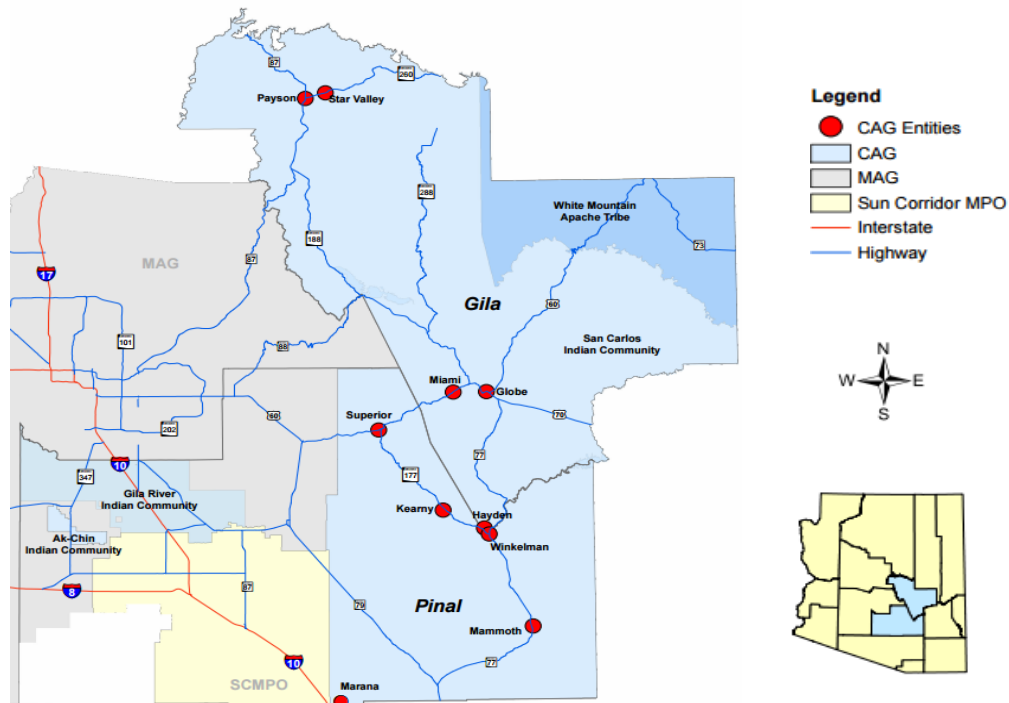 87
260
Payson
Star Valley
288
White Mountain
Apache Tribe
188
73
87
MAG
17
Gila
60
101
San Carlos
Indian Community
88
Miami
Globe
Superior
60
70
202
77
10
177
347
Gila River
Indian Community
Kearny
Hayden
Ak-Chin
Indian Community
Winkelman
8
87
79
Pinal
Mammoth
77
10
SCMPO
Marana
Legend
CAG Entities
CAG
MAG
Sun Corridor MPO
Interstate
Highway
N
W
E
S